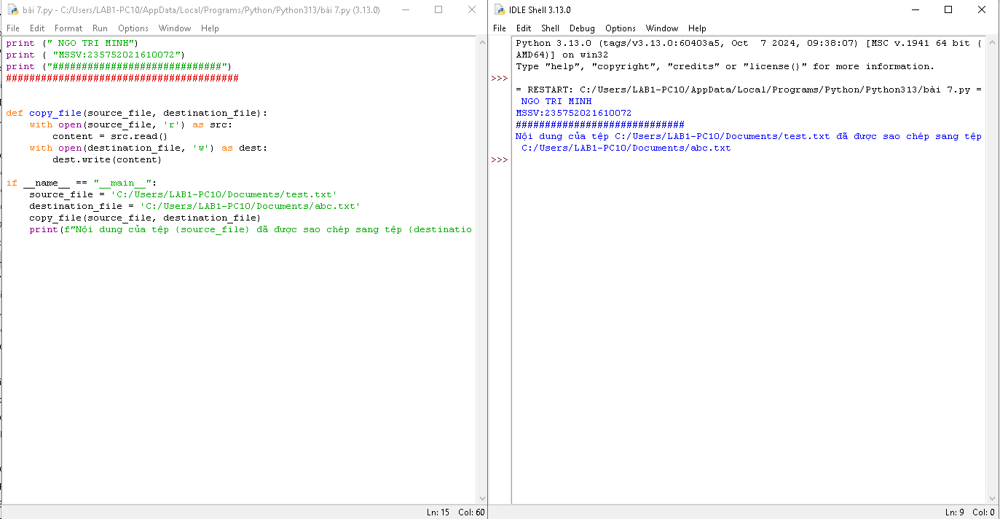 bài 7.py - C:/Users/LAB1-PC10/AppData/Local/Programs/Python/Python313/bài 7.py (3.13.0)
File Edit Format Run Options Window Help
print (" NGO TRI MINH")
print ( "MSSV:235752021610072")
print ("#############################")
########################################
def copy_file(source_file, destination_file):
    with open(source_file, 'r') as src:
        content = src.read()
    with open(destination_file, 'w') as dest:
        dest.write(content)
if __name__ == "__main__":
    source_file = 'C:/Users/LAB1-PC10/Documents/test.txt'
    destination_file = 'C:/Users/LAB1-PC10/Documents/abc.txt'
    copy_file(source_file, destination_file)
    print(f"Nội dung của tệp {source_file} đã được sao chép sang tệp {destinatio
Ln: 15 Col: 60
IDLE Shell 3.13.0
File Edit Shell Debug Options Window Help
Python 3.13.0 (tags/v3.13.0:60403a5, Oct  7 2024, 09:38:07) [MSC v.1941 64 bit (
AMD64)] on win32
Type "help", "copyright", "credits" or "license()" for more information.
>>>
= RESTART: C:/Users/LAB1-PC10/AppData/Local/Programs/Python/Python313/bài 7.py =
 NGO TRI MINH
MSSV:235752021610072
#############################
Nội dung của tệp C:/Users/LAB1-PC10/Documents/test.txt đã được sao chép sang tệp
 C:/Users/LAB1-PC10/Documents/abc.txt
>>>
Ln: 9 Col: 0